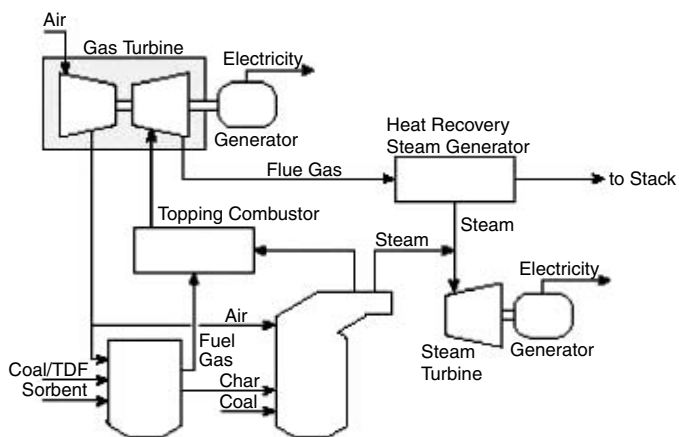 Air
Gas Turbine
Electricity
Generator
Heat Recovery
Steam Generator
Flue Gas
to Stack
Topping Combustor
Steam
Steam
Electricity
Air
Fuel
Gas
Steam
Turbine
Generator
Coal/TDF
Sorbent
Char
Coal